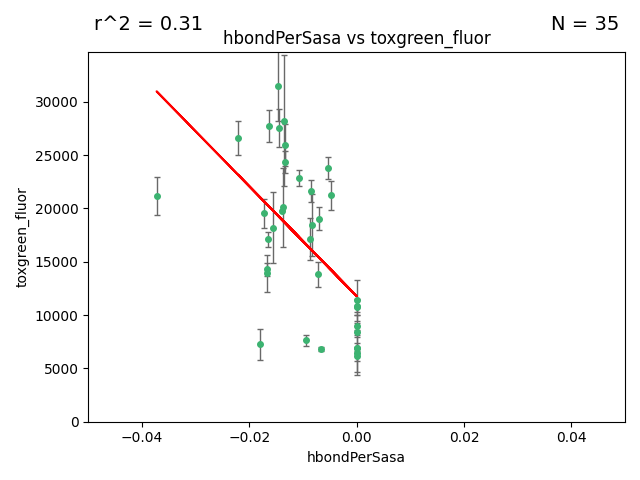 r^2 = 0.31
N = 35
hbondPerSasa vs toxgreen_fluor
toxgreen_fluor
30000
25000
20000
15000
10000
5000
0
−0.04
−0.02
0.00
0.02
0.04
hbondPerSasa